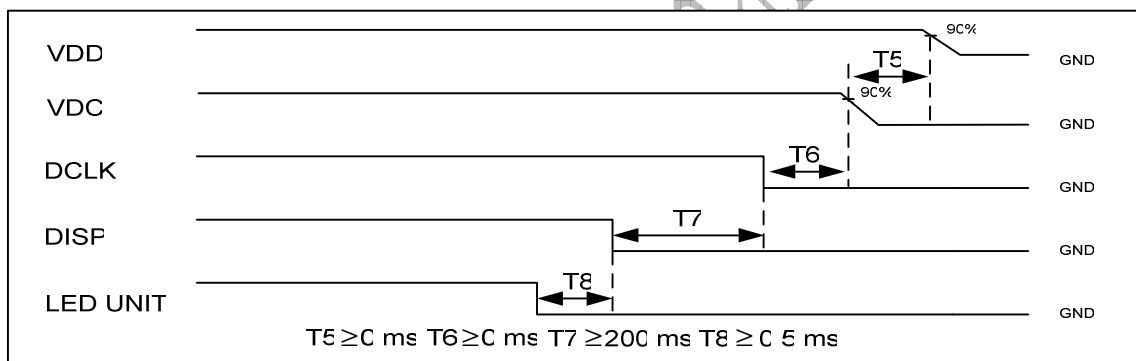 VDD
90%
T5
GND
VDC
90%
GND
DCLK
T6
GND
DISP
T7
GND
LED UNIT
T8
GND
T5 ≥0 ms T6 ≥0 ms T7 ≥200 ms T8 ≥ 0 5 ms